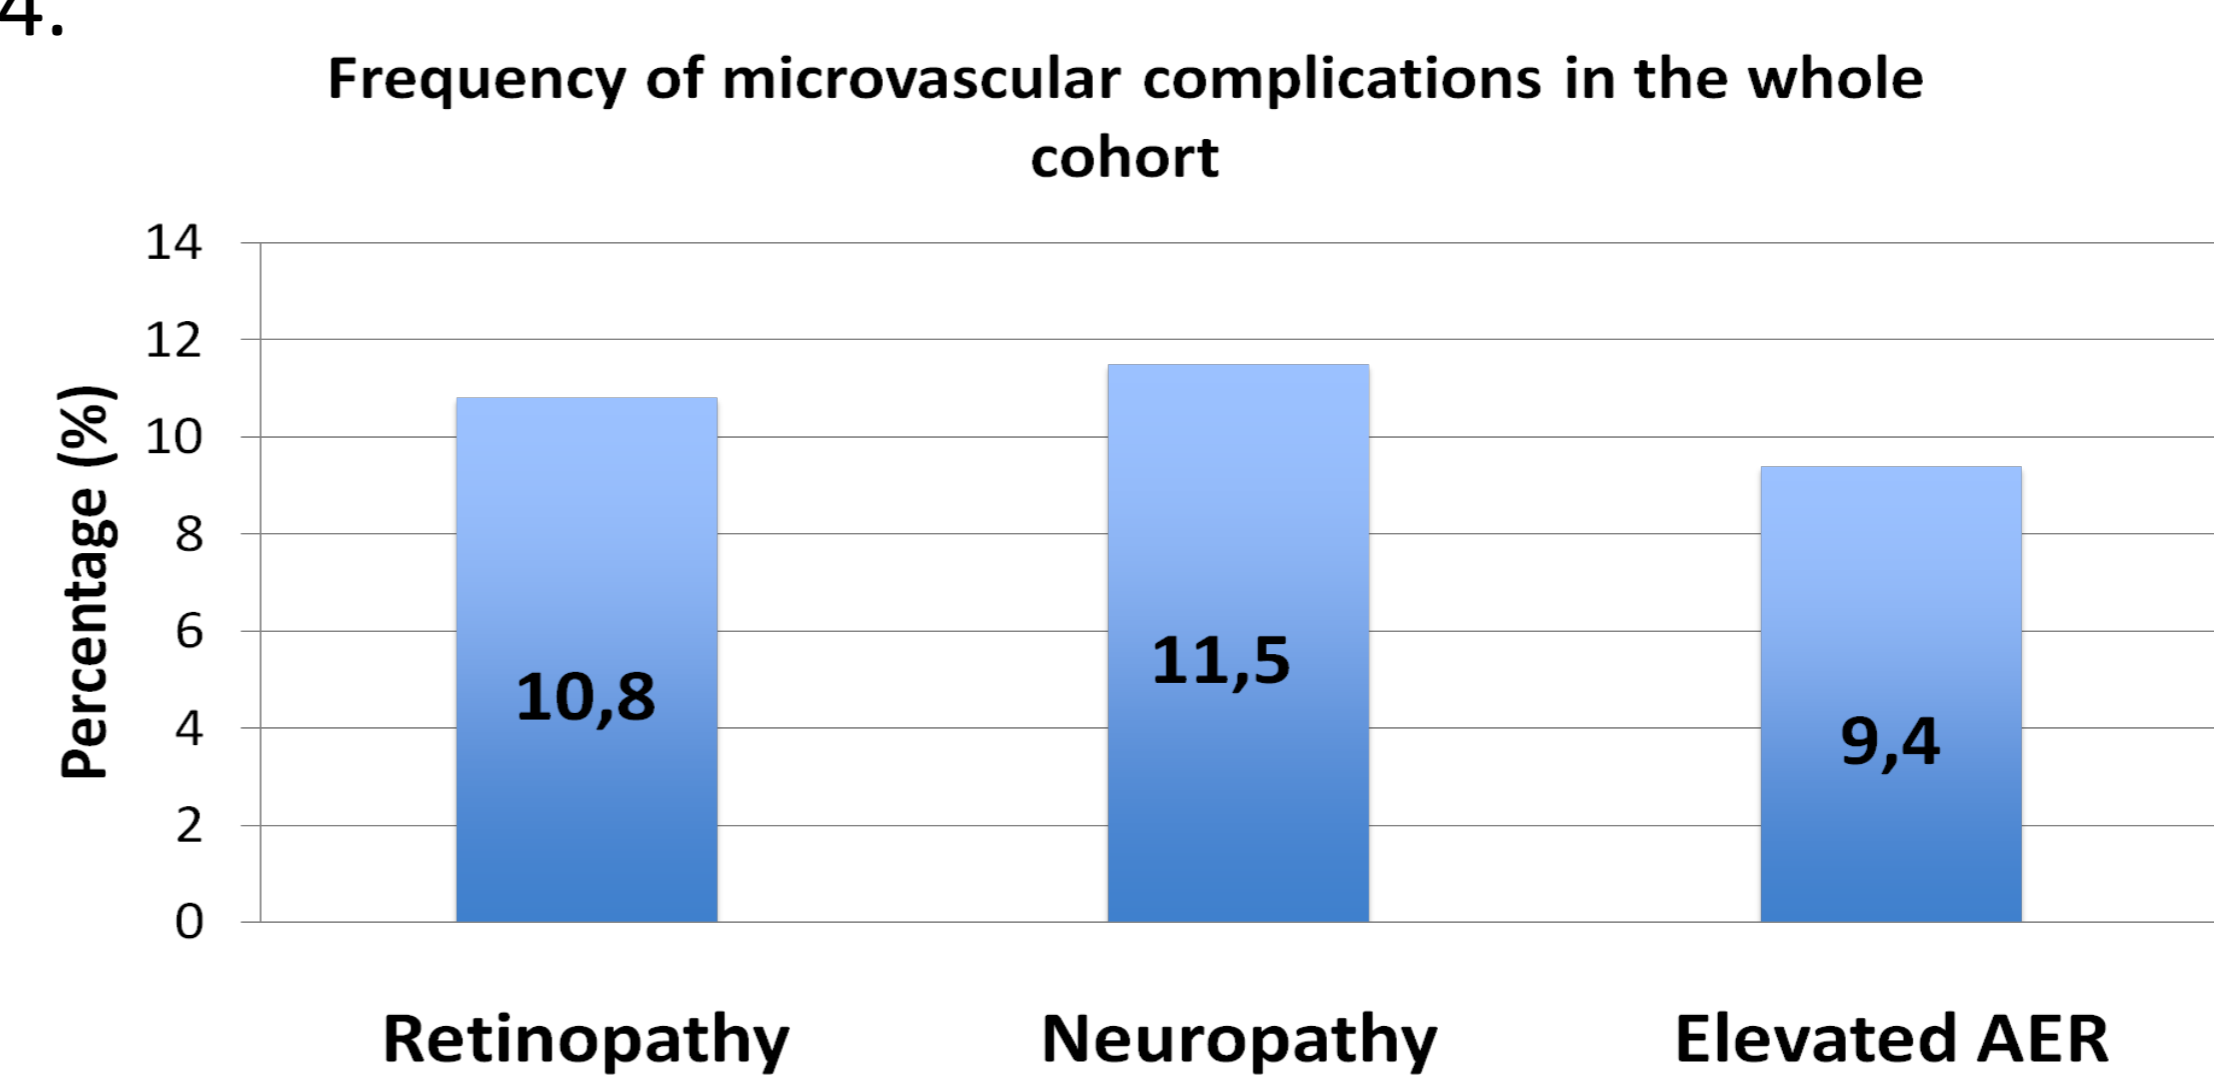 4.
Frequency of microvascular complications in the whole
cohort
14
12
10
8
6
4
2
0
Percentage (%)
10,8
11,5
9,4
Retinopathy
Neuropathy
Elevated AER